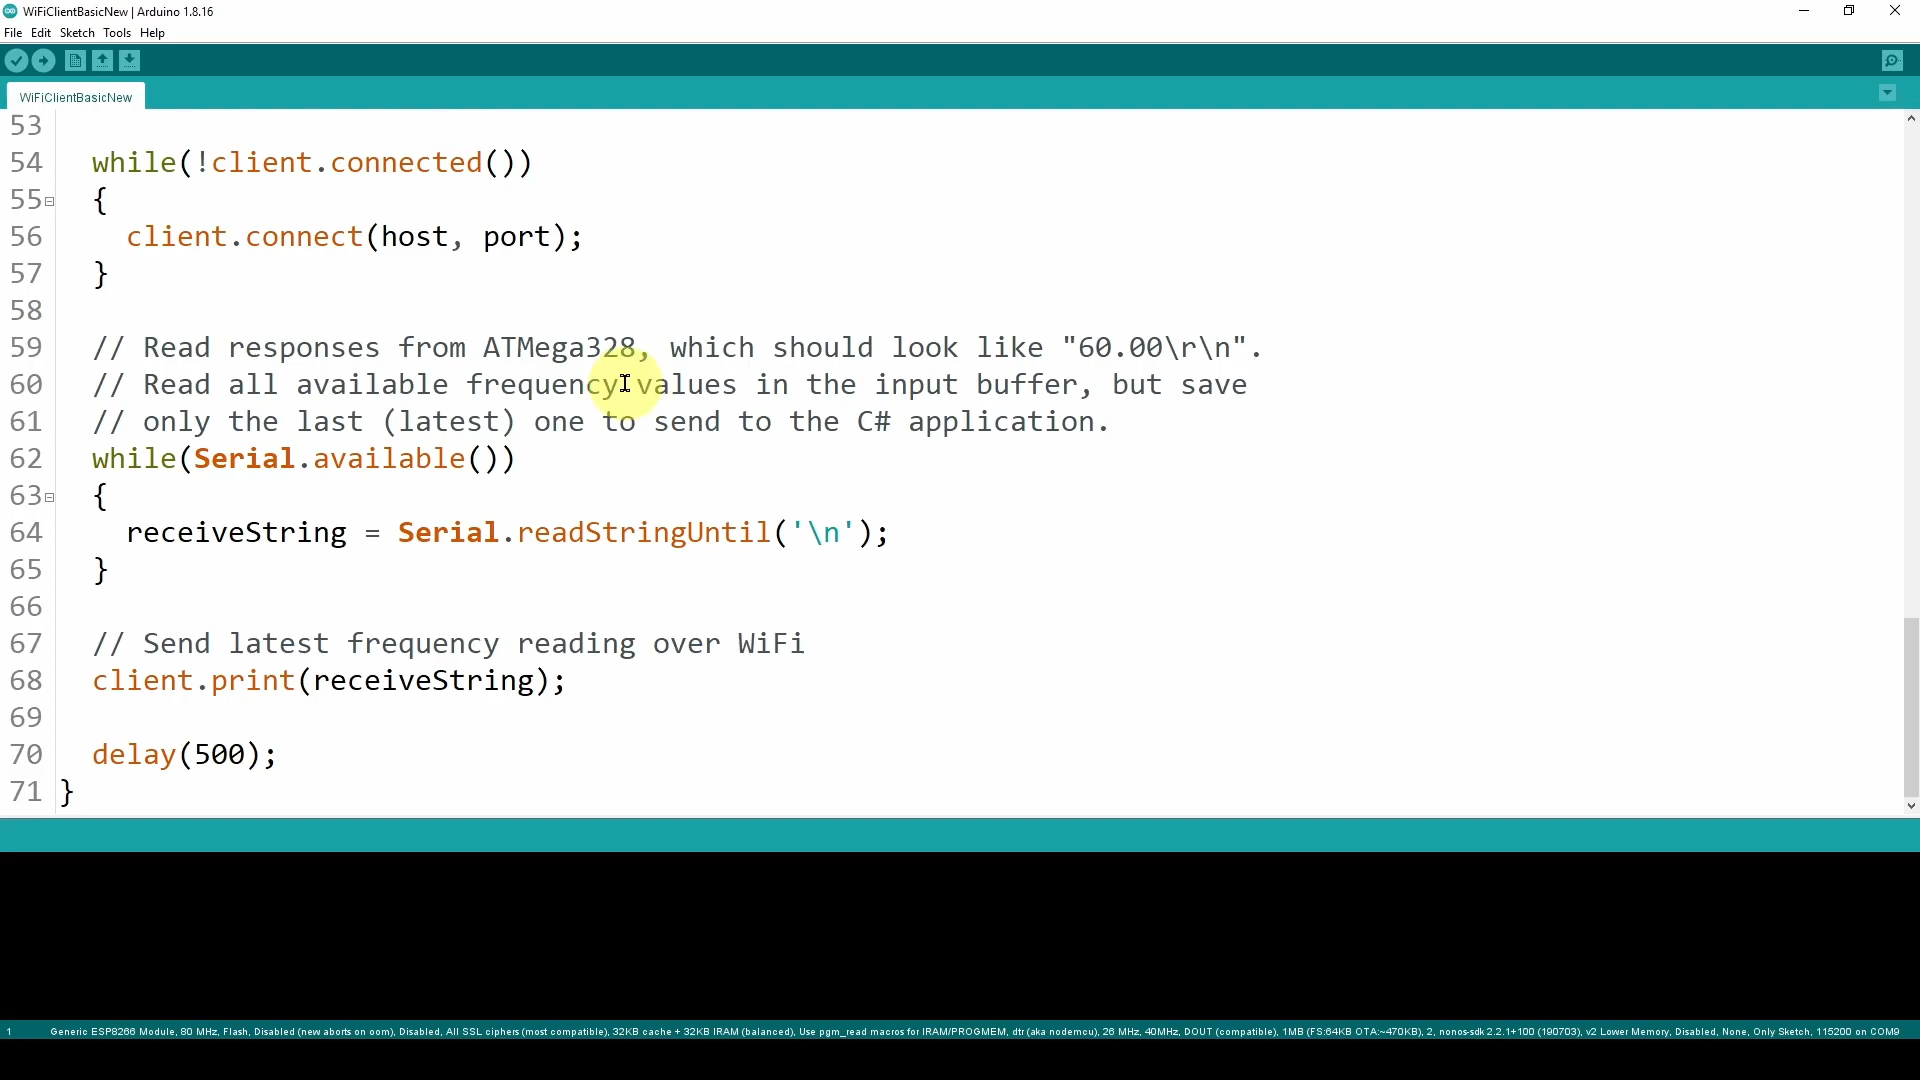 WiFiClientBasicNew | Arduino 1.8.16
File Edit Sketch Tools Help
WiFiClientBasicNew
53
54 while(!client.connected())
55 {
56 client.connect(host, port);
57 }
58
59 // Read responses from ATMega328, which should look like "60.00\r\n".
60 // Read all available frequency values in the input buffer, but save
61 // only the last (latest) one to send to the C# application.
62 while(Serial.available())
63 {
64 receiveString = Serial.readStringUntil('\n');
65 }
66
67 // Send latest frequency reading over WiFi
68 client.print(receiveString);
69
70 delay(500);
71 }
1 Generic ESP8266 Module, 80 MHz, Flash, Disabled (new aborts on oom), Disabled, All SSL ciphers (most compatible), 32KB cache + 32KB IRAM (balanced), Use pgm_read macros for IRAM/PROGMEM, dtr (aka nodemcu), 26 MHz, 40MHz, DOUT (compatible), 1MB (FS:64KB OTA:~470KB), 2, nonos-sdk 2.2.1+100 (190703), v2 Lower Memory, Disabled, None, Only Sketch, 115200 on COM9